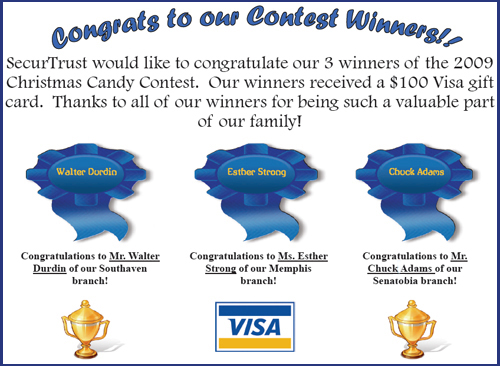 Congrats to our Contest Winners!!
SecurTrust would like to congratulate our 3 winners of the 2009
Christmas Candy Contest.  Our winners received a $100 Visa gift
card.  Thanks to all of our winners for being such a valuable part
of our family!
Walter Durdin
Esther Strong
Chuck Adams
Congratulations to Mr. Walter
Durdin of our Southaven
branch!
Congratulations to Ms. Esther
Strong of our Memphis
branch!
Congratulations to Mr.
Chuck Adams of our
Senatobia branch!
VISA